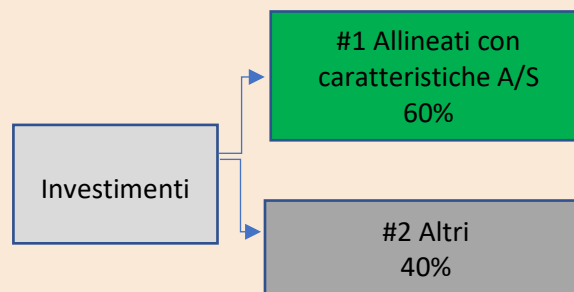 #1 Allineati con
caratteristiche A/S
60%
Investimenti
#2 Altri
40%